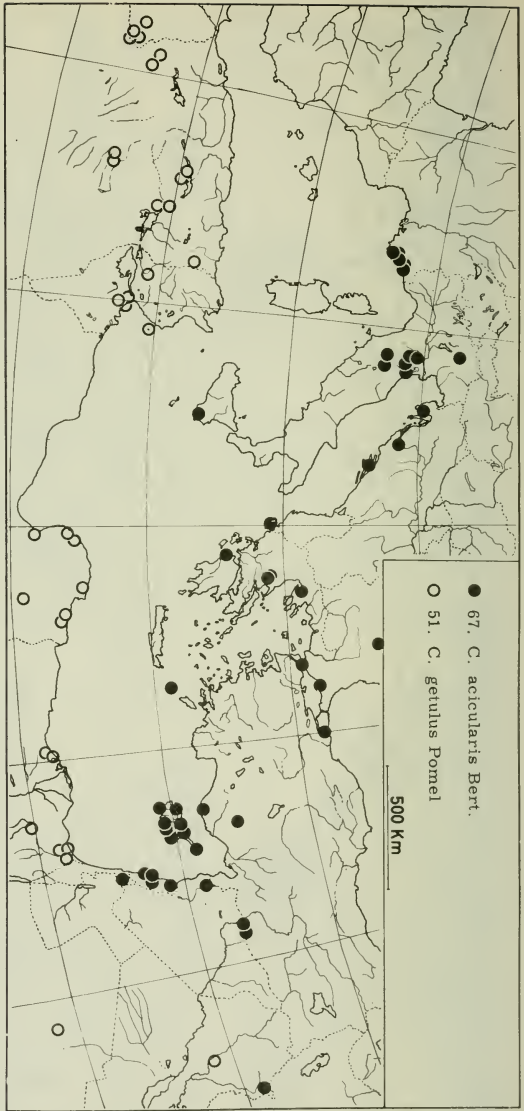 ● 67. C. acicularis Bert.
○ 51. C. getulus Pomel
500 Km